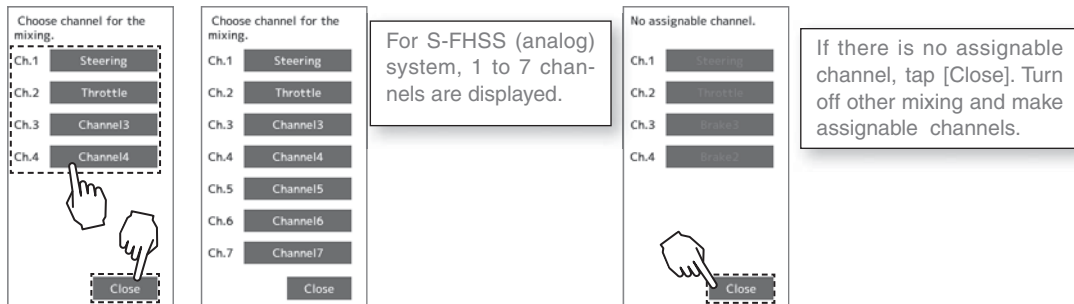 Choose channel for the
mixing.
Ch.1 Steering
Ch.2 Throttle
Ch.3 Channel3
Ch.4 Channel4
Close
Choose channel for the
mixing.
Ch.1 Steering
Ch.2 Throttle
Ch.3 Channel3
Ch.4 Channel4
Ch.5 Channel5
Ch.6 Channel6
Ch.7 Channel7
Close
For S-FHSS (analog)
system, 1 to 7 chan-
nels are displayed.
No assignable channel.
Ch.1 Steering
Ch.2 Throttle
Ch.3 Brake3
Ch.4 Brake2
Close
If there is no assignable
channel, tap [Close]. Turn
off other mixing and make
assignable channels.